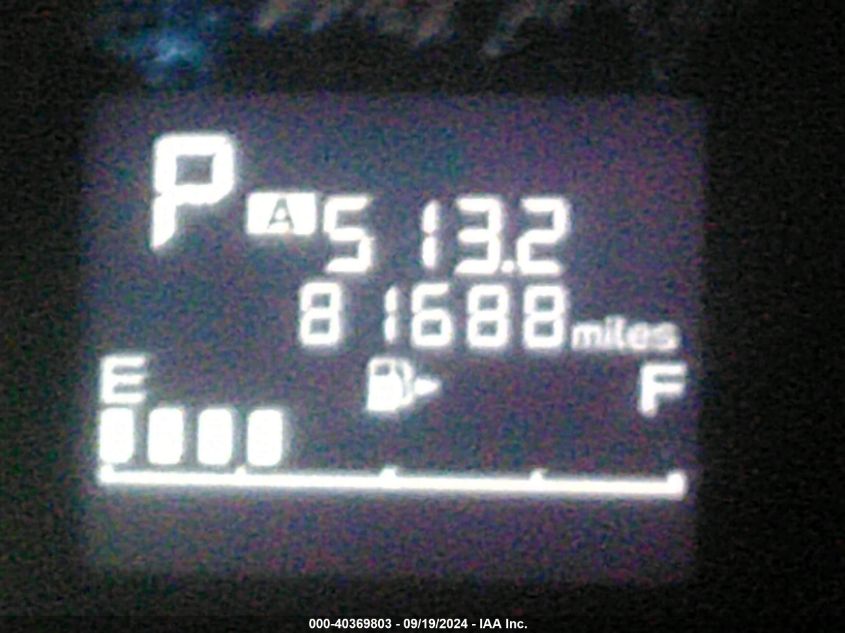 P A 513.2
81688 miles
E F
000-40369803 - 09/19/2024 - IAA Inc.